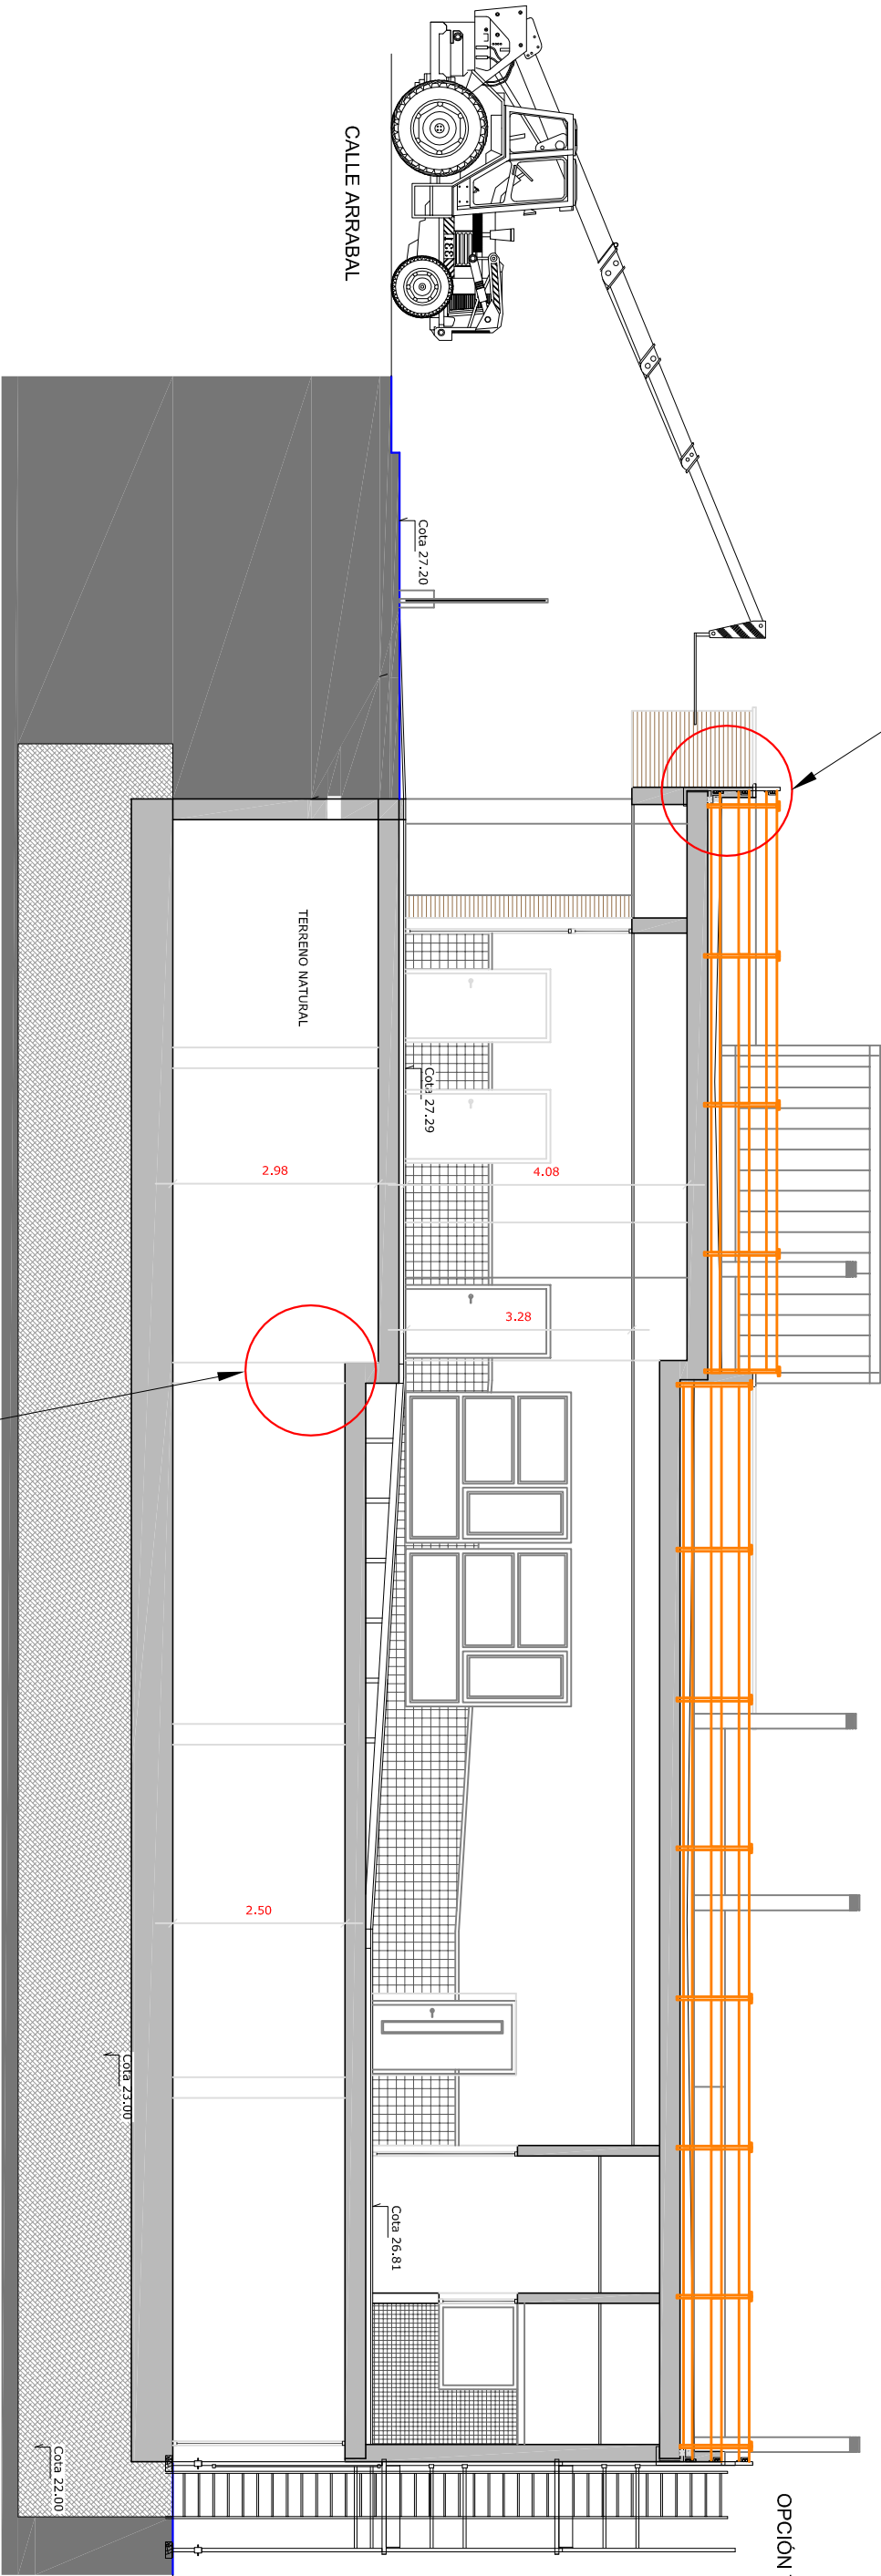 CALLE ARRABAL
Cota 27.20
TERRENO NATURAL
Cota 27.29
2.98
4.08
3.28
2.50
Cota 23.00
Cota 26.81
Cota 22.00
OPCIÓN